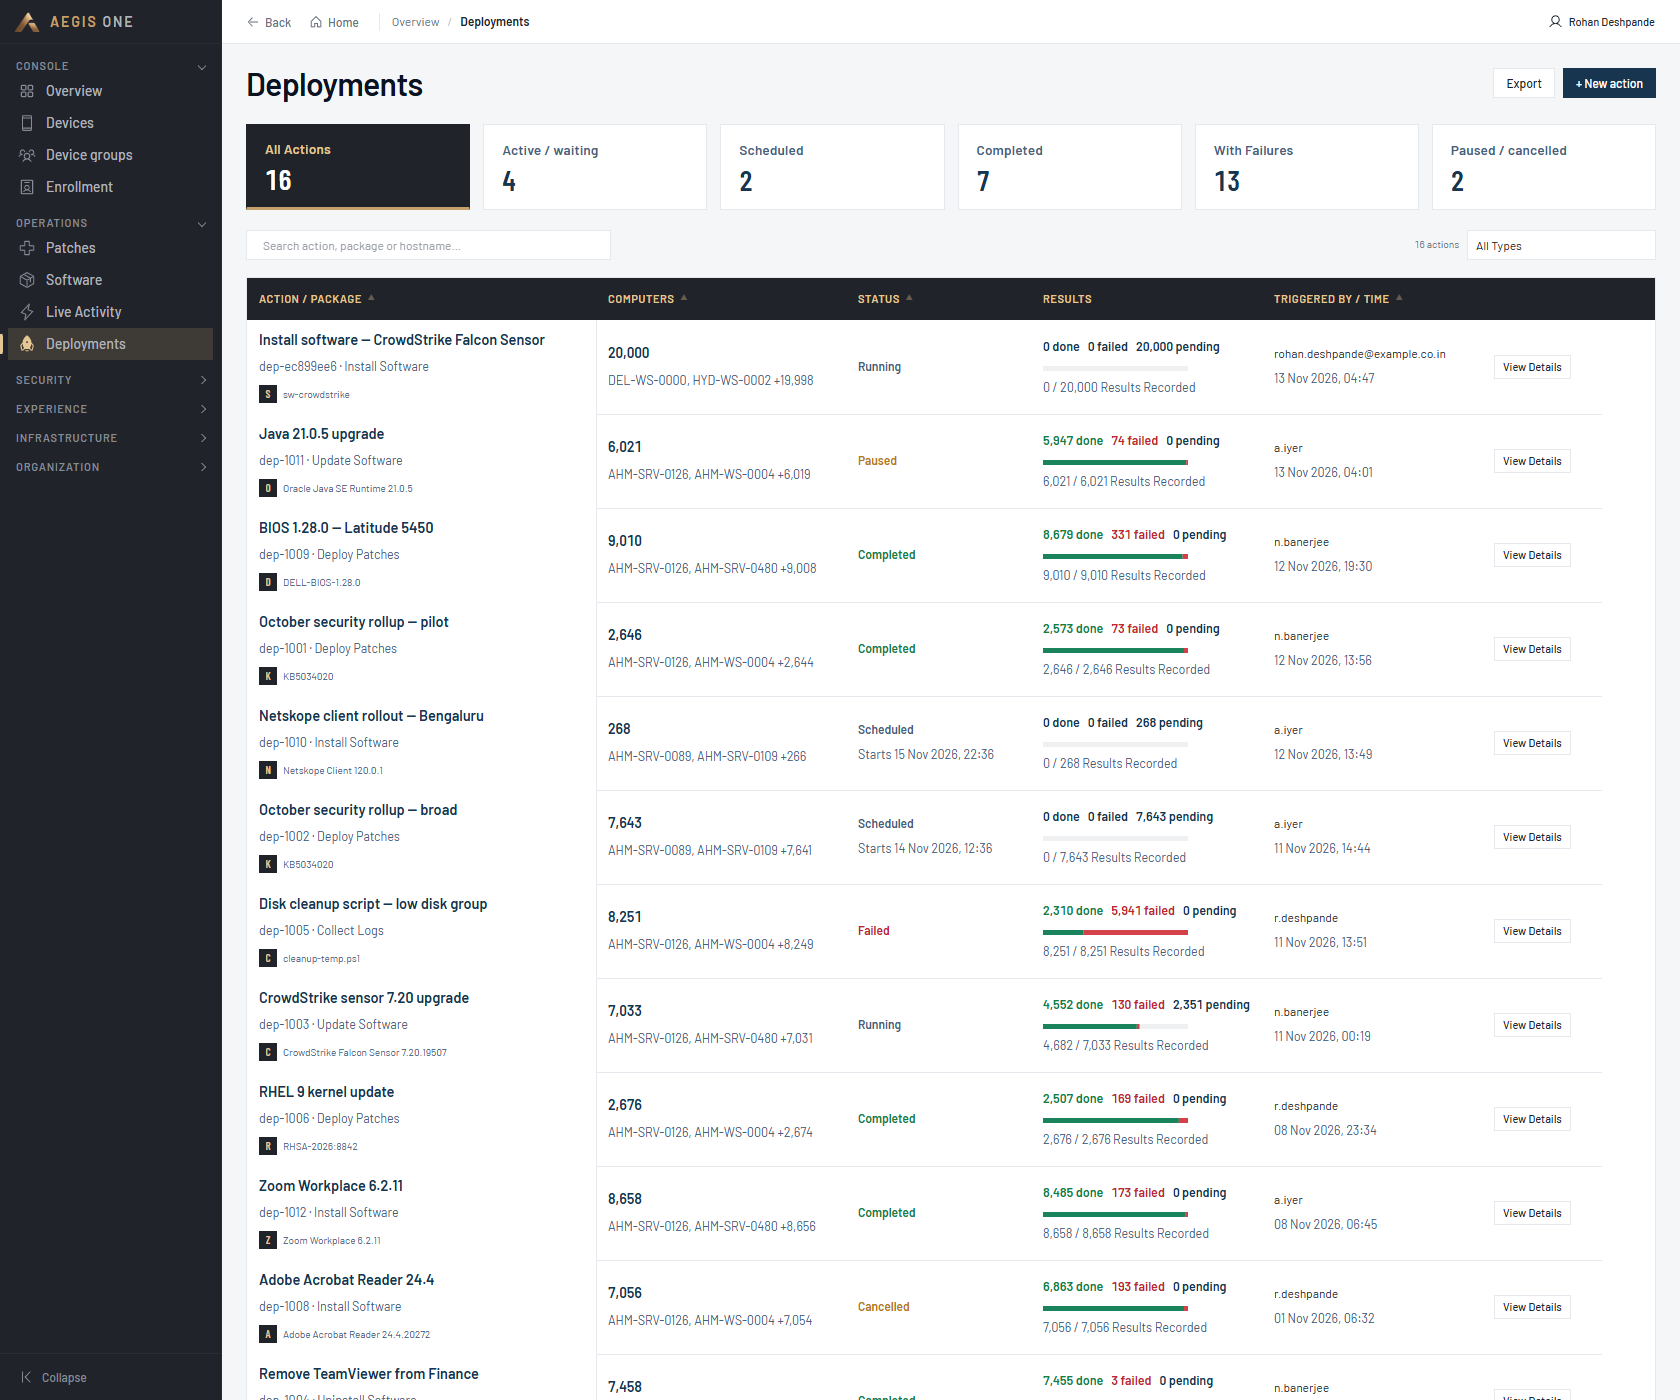 AEGIS ONE
Back
Home
Overview / Deployments
Rohan Deshpande
CONSOLE
Overview
Devices
Device groups
Enrollment
OPERATIONS
Patches
Software
Live Activity
Deployments
SECURITY
EXPERIENCE
INFRASTRUCTURE
ORGANIZATION
Collapse
Deployments
Export
+ New action
All Actions
16
Active / waiting
4
Scheduled
2
Completed
7
With Failures
13
Paused / cancelled
2
Search action, package or hostname...
16 actions
All Types
ACTION / PACKAGE COMPUTERS STATUS RESULTS TRIGGERED BY / TIME
Install software — CrowdStrike Falcon Sensor
dep-ec899ee6 · Install Software
S sw-crowdstrike
20,000
DEL-WS-0000, HYD-WS-0002 +19,998
Running
0 done 0 failed 20,000 pending
0 / 20,000 Results Recorded
rohan.deshpande@example.co.in
13 Nov 2026, 04:47
View Details
Java 21.0.5 upgrade
dep-1011 · Update Software
O Oracle Java SE Runtime 21.0.5
6,021
AHM-SRV-0126, AHM-WS-0004 +6,019
Paused
5,947 done 74 failed 0 pending
6,021 / 6,021 Results Recorded
a.iyer
13 Nov 2026, 04:01
View Details
BIOS 1.28.0 — Latitude 5450
dep-1009 · Deploy Patches
D DELL-BIOS-1.28.0
9,010
AHM-SRV-0126, AHM-SRV-0480 +9,008
Completed
8,679 done 331 failed 0 pending
9,010 / 9,010 Results Recorded
n.banerjee
12 Nov 2026, 19:30
View Details
October security rollup — pilot
dep-1001 · Deploy Patches
K KB5034020
2,646
AHM-SRV-0126, AHM-WS-0004 +2,644
Completed
2,573 done 73 failed 0 pending
2,646 / 2,646 Results Recorded
n.banerjee
12 Nov 2026, 13:56
View Details
Netskope client rollout — Bengaluru
dep-1010 · Install Software
N Netskope Client 120.0.1
268
AHM-SRV-0089, AHM-SRV-0109 +266
Scheduled
Starts 15 Nov 2026, 22:36
0 done 0 failed 268 pending
0 / 268 Results Recorded
a.iyer
12 Nov 2026, 13:49
View Details
October security rollup — broad
dep-1002 · Deploy Patches
K KB5034020
7,643
AHM-SRV-0089, AHM-SRV-0109 +7,641
Scheduled
Starts 14 Nov 2026, 12:36
0 done 0 failed 7,643 pending
0 / 7,643 Results Recorded
a.iyer
11 Nov 2026, 14:44
View Details
Disk cleanup script — low disk group
dep-1005 · Collect Logs
C cleanup-temp.ps1
8,251
AHM-SRV-0126, AHM-WS-0004 +8,249
Failed
2,310 done 5,941 failed 0 pending
8,251 / 8,251 Results Recorded
r.deshpande
11 Nov 2026, 13:51
View Details
CrowdStrike sensor 7.20 upgrade
dep-1003 · Update Software
C CrowdStrike Falcon Sensor 7.20.19507
7,033
AHM-SRV-0126, AHM-SRV-0480 +7,031
Running
4,552 done 130 failed 2,351 pending
4,682 / 7,033 Results Recorded
n.banerjee
11 Nov 2026, 00:19
View Details
RHEL 9 kernel update
dep-1006 · Deploy Patches
R RHSA-2026:8842
2,676
AHM-SRV-0126, AHM-WS-0004 +2,674
Completed
2,507 done 169 failed 0 pending
2,676 / 2,676 Results Recorded
r.deshpande
08 Nov 2026, 23:34
View Details
Zoom Workplace 6.2.11
dep-1012 · Install Software
Z Zoom Workplace 6.2.11
8,658
AHM-SRV-0126, AHM-SRV-0480 +8,656
Completed
8,485 done 173 failed 0 pending
8,658 / 8,658 Results Recorded
a.iyer
08 Nov 2026, 06:45
View Details
Adobe Acrobat Reader 24.4
dep-1008 · Install Software
A Adobe Acrobat Reader 24.4.20272
7,056
AHM-SRV-0126, AHM-WS-0004 +7,054
Cancelled
6,863 done 193 failed 0 pending
7,056 / 7,056 Results Recorded
r.deshpande
01 Nov 2026, 06:32
View Details
Remove TeamViewer from Finance
dep-1004 · Uninstall Software
7,458
Completed
7,455 done 3 failed 0 pending
n.banerjee
View Details